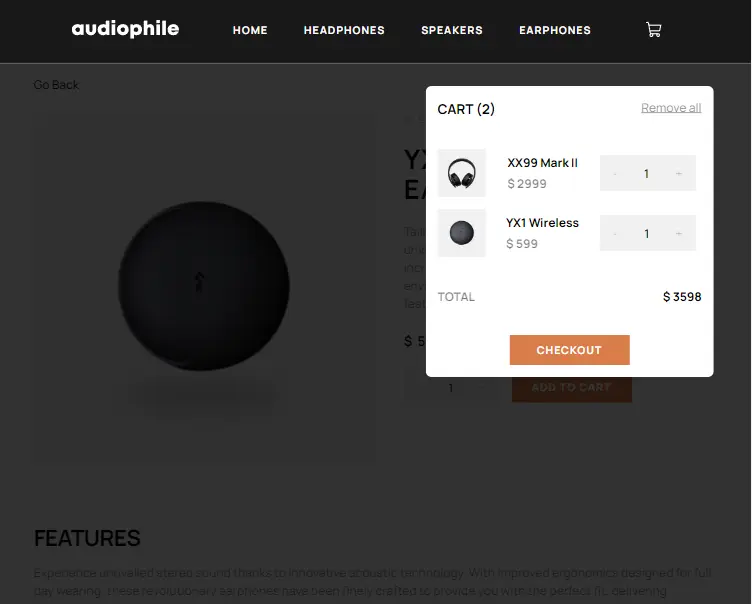 audiophile HOME HEADPHONES SPEAKERS EARPHONES
Go Back
CART (2) Remove all
XX99 Mark II - 1 +
$ 2999
YX1 Wireless - 1 +
$ 599
TOTAL $ 3598
CHECKOUT
YX
EA
$ 5
1 ADD TO CART
FEATURES
Experience unrivalled stereo sound thanks to innovative acoustic technology. With improved ergonomics designed for full
day wearing, these revolutionary earphones have been finely crafted to provide you with the perfect fit, delivering